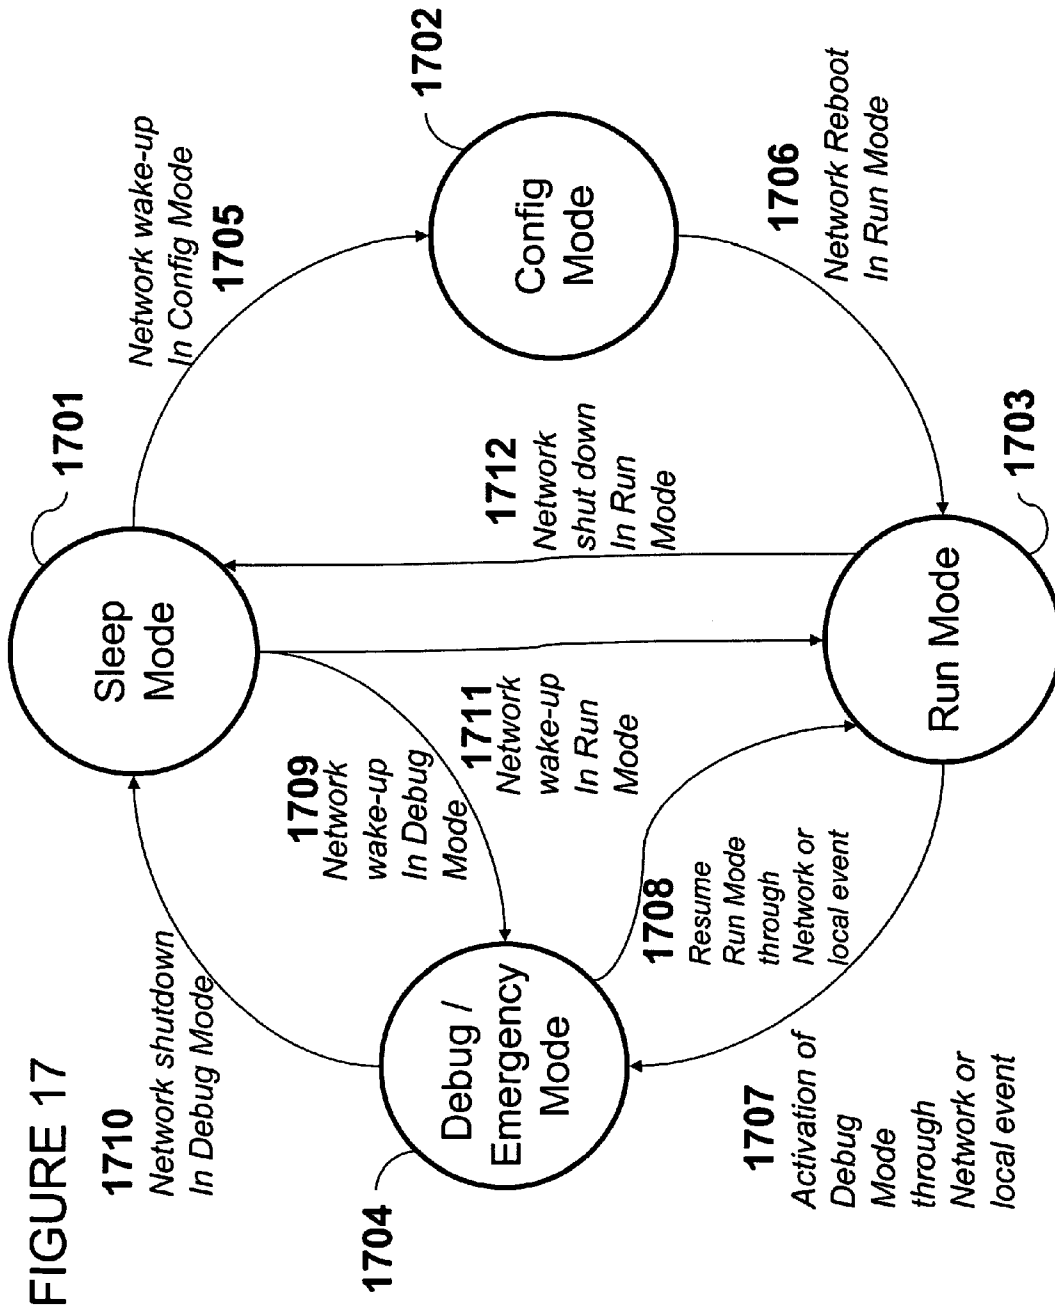 FIGURE 17
1710
Network shutdown
In Debug Mode
Sleep
Mode
1701
Network wake-up
In Config Mode
1705
1702
Config
Mode
1709
Network
wake-up
In Debug
Mode
1704
Debug /
Emergency
Mode
1711
Network
wake-up
In Run
Mode
1712
Network
shut down
In Run
Mode
1706
Network Reboot
In Run Mode
1708
Resume
Run Mode
through
Network or
local event
1707
Activation of
Debug
Mode
through
Network or
local event
Run Mode
1703